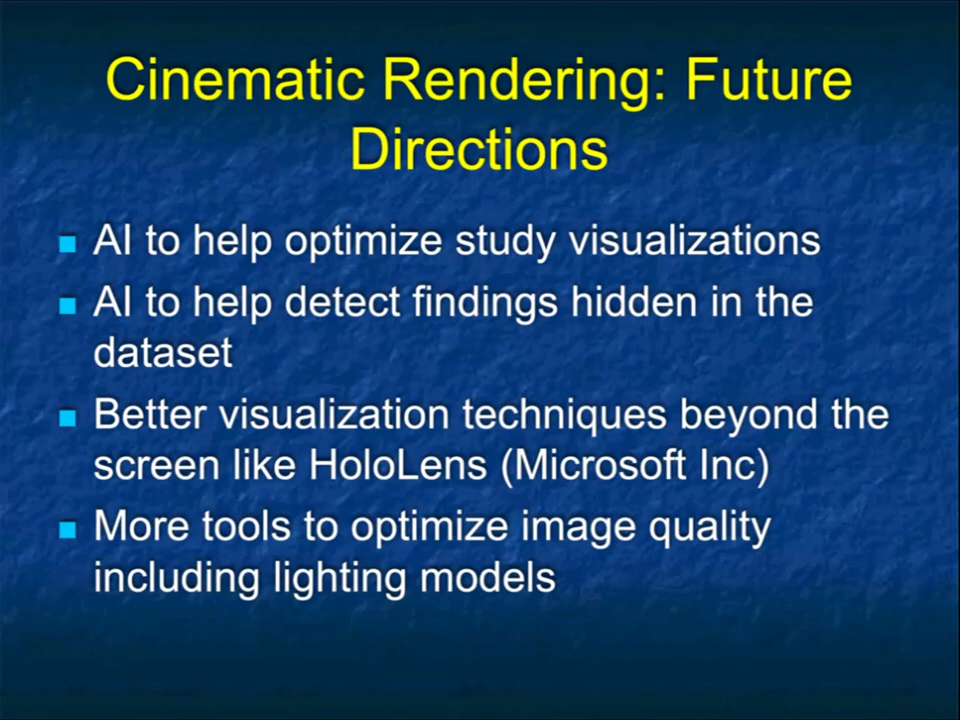 Cinematic Rendering: Future
Directions
AI to help optimize study visualizations
AI to help detect findings hidden in the
dataset
Better visualization techniques beyond the
screen like HoloLens (Microsoft Inc)
More tools to optimize image quality
including lighting models